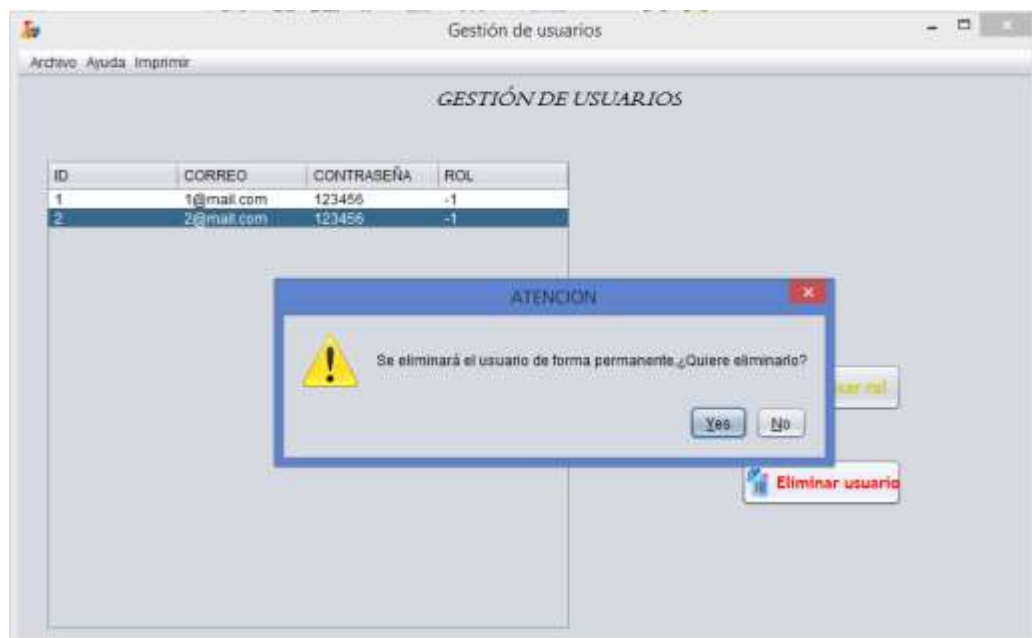 Gestión de usuarios
Archivo Ayuda Imprimir
GESTIÓN DE USUARIOS
ID CORREO CONTRASEÑA ROL
1 1@mail.com 123456 -1
2 2@mail.com 123456 -1
ATENCION
Se eliminará el usuario de forma permanente.¿Quiere eliminarlo?
rol
Yes No
Eliminar usuario